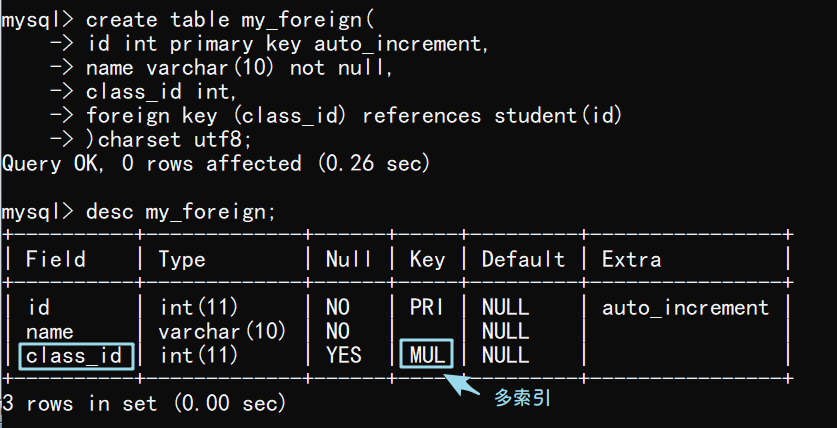 mysql> create table my_foreign(
    -> id int primary key auto_increment,
    -> name varchar(10) not null,
    -> class_id int,
    -> foreign key (class_id) references student(id)
    -> )charset utf8;
Query OK, 0 rows affected (0.26 sec)

mysql> desc my_foreign;
+----------+-------------+------+-----+---------+----------------+
| Field    | Type        | Null | Key | Default | Extra          |
+----------+-------------+------+-----+---------+----------------+
| id       | int(11)     | NO   | PRI | NULL    | auto_increment |
| name     | varchar(10) | NO   |     | NULL    |                |
| class_id | int(11)     | YES  | MUL | NULL    |                |
+----------+-------------+------+-----+---------+----------------+
3 rows in set (0.00 sec)
多索引